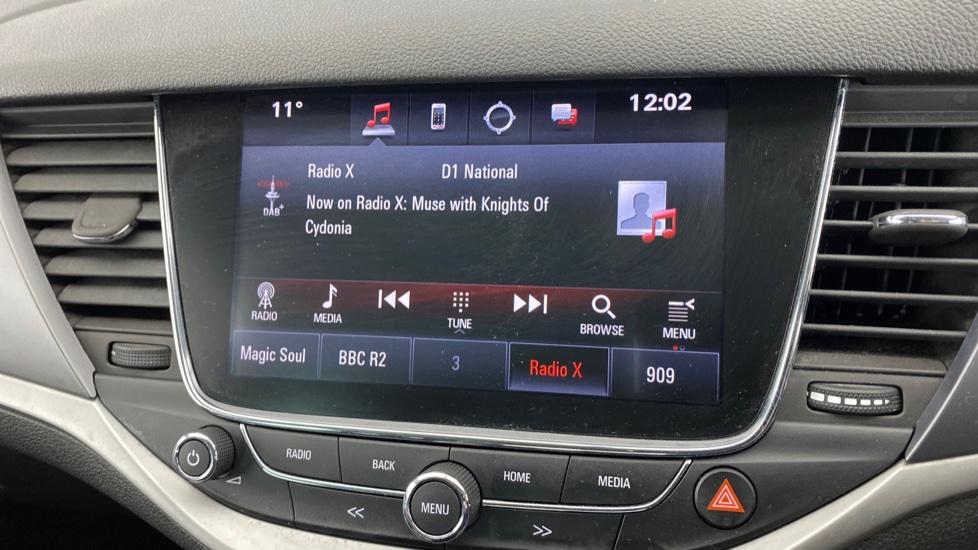 11° 12:02
Radio X D1 National
DAB+
Now on Radio X: Muse with Knights Of
Cydonia
RADIO MEDIA TUNE BROWSE MENU
Magic Soul BBC R2 3 Radio X 909
RADIO BACK HOME MEDIA
<< MENU >>